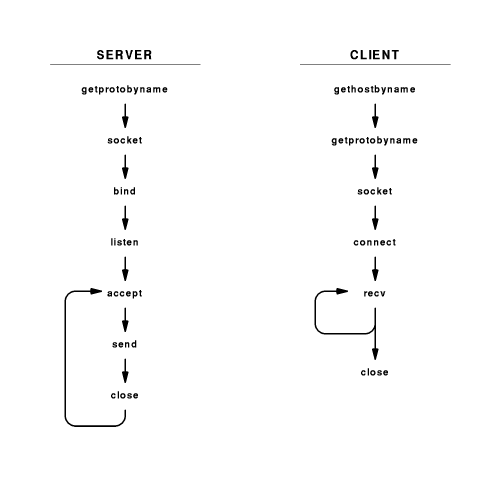 SERVER
getprotobyname
socket
bind
listen
accept
send
close
CLIENT
gethostbyname
getprotobyname
socket
connect
recv
close